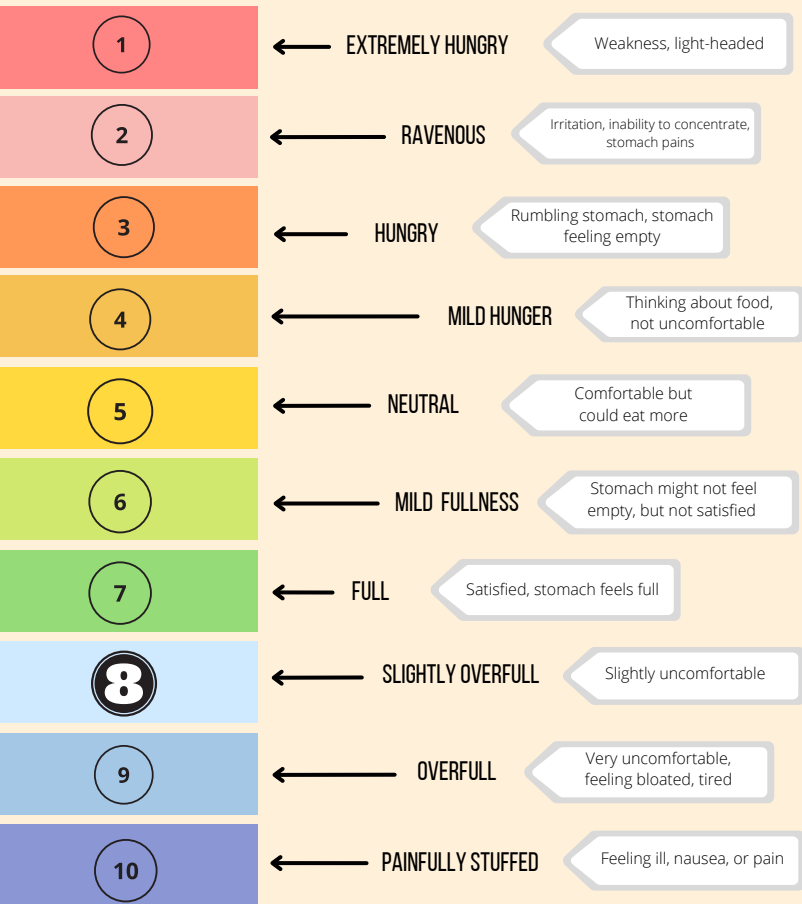 1
EXTREMELY HUNGRY
Weakness, light-headed
2
RAVENOUS
Irritation, inability to concentrate,
stomach pains
3
HUNGRY
Rumbling stomach, stomach
feeling empty
4
MILD HUNGER
Thinking about food,
not uncomfortable
5
NEUTRAL
Comfortable but
could eat more
6
MILD FULLNESS
Stomach might not feel
empty, but not satisfied
7
FULL
Satisfied, stomach feels full
8
SLIGHTLY OVERFULL
Slightly uncomfortable
9
OVERFULL
Very uncomfortable,
feeling bloated, tired
10
PAINFULLY STUFFED
Feeling ill, nausea, or pain